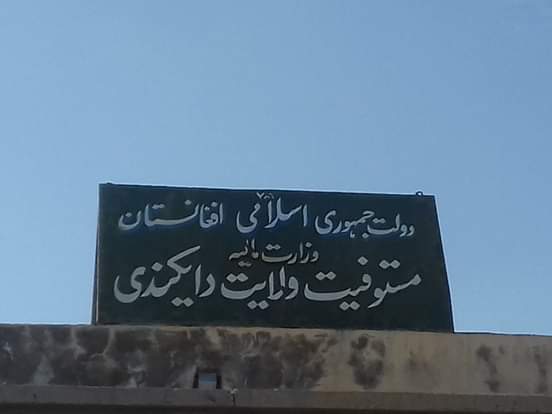 دولت جمهوری اسلامی افغانستان
وزارت مالیه
مستوفیت ولایت دایکندی